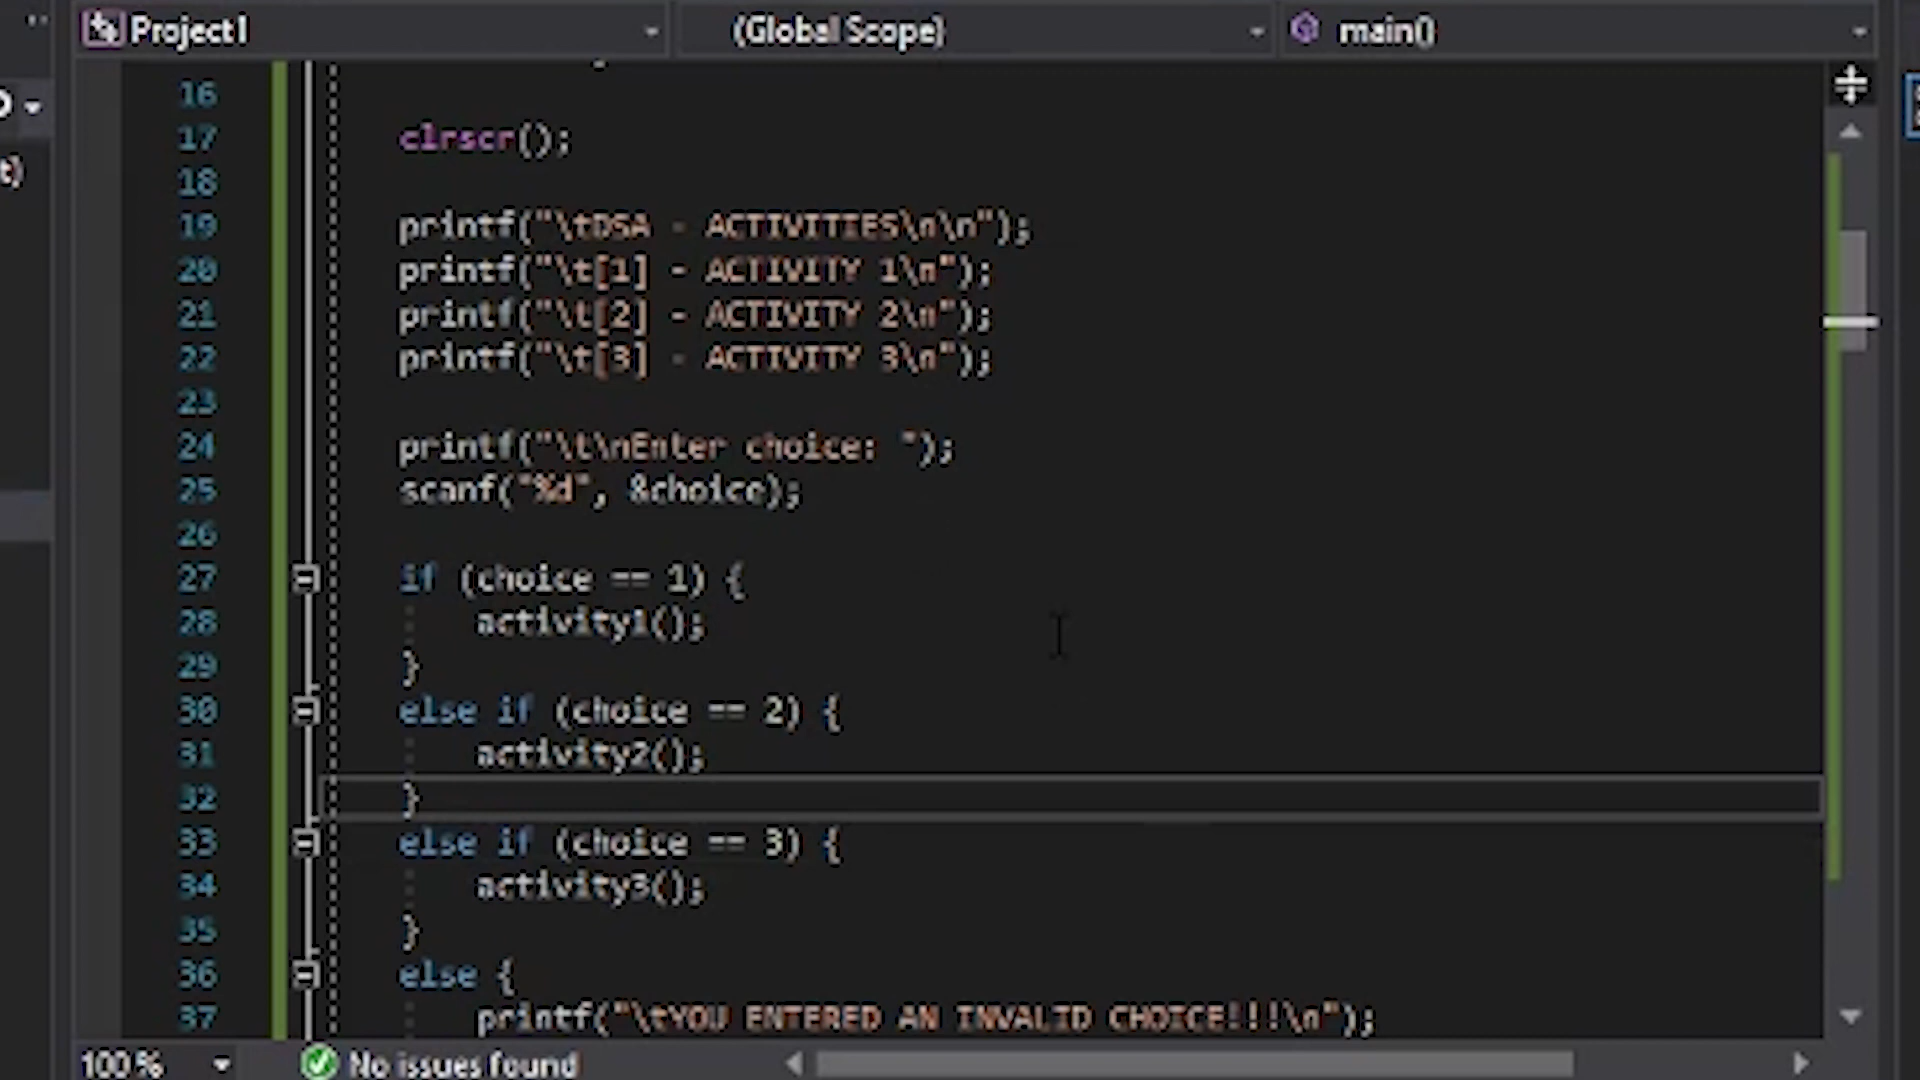 Project1 (Global Scope) main()
t)
16
17 clrscr();
18
19 printf("\tDSA - ACTIVITIES\n\n");
20 printf("\t[1] - ACTIVITY 1\n");
21 printf("\t[2] - ACTIVITY 2\n");
22 printf("\t[3] - ACTIVITY 3\n");
23
24 printf("\t\nEnter choice: ");
25 scanf("%d", &choice);
26
27 if (choice == 1) {
28 activity1();
29 }
30 else if (choice == 2) {
31 activity2();
32 }
33 else if (choice == 3) {
34 activity3();
35 }
36 else {
37 printf("\tYOU ENTERED AN INVALID CHOICE!!!\n");
100 % No issues found